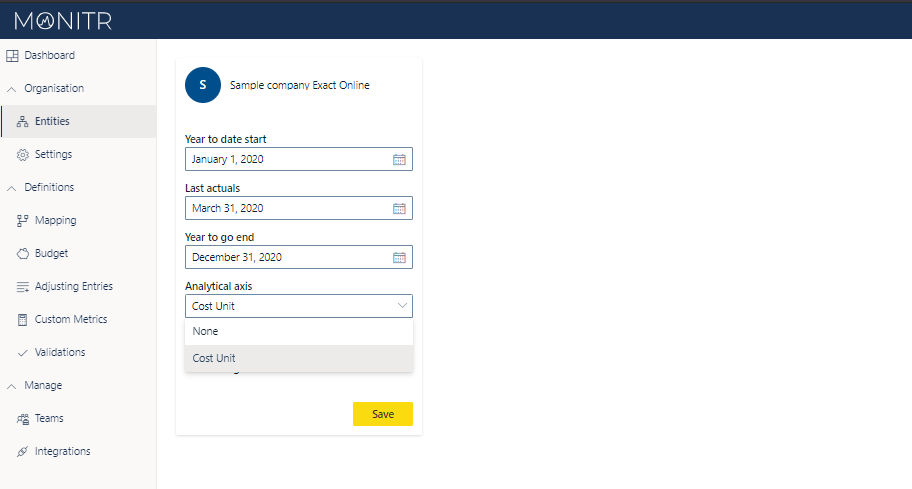 MONITR
Dashboard
Organisation
Entities
Settings
Definitions
Mapping
Budget
Adjusting Entries
Custom Metrics
Validations
Manage
Teams
Integrations
S
Sample company Exact Online
Year to date start
January 1, 2020
Last actuals
March 31, 2020
Year to go end
December 31, 2020
Analytical axis
Cost Unit
None
Cost Unit
Save